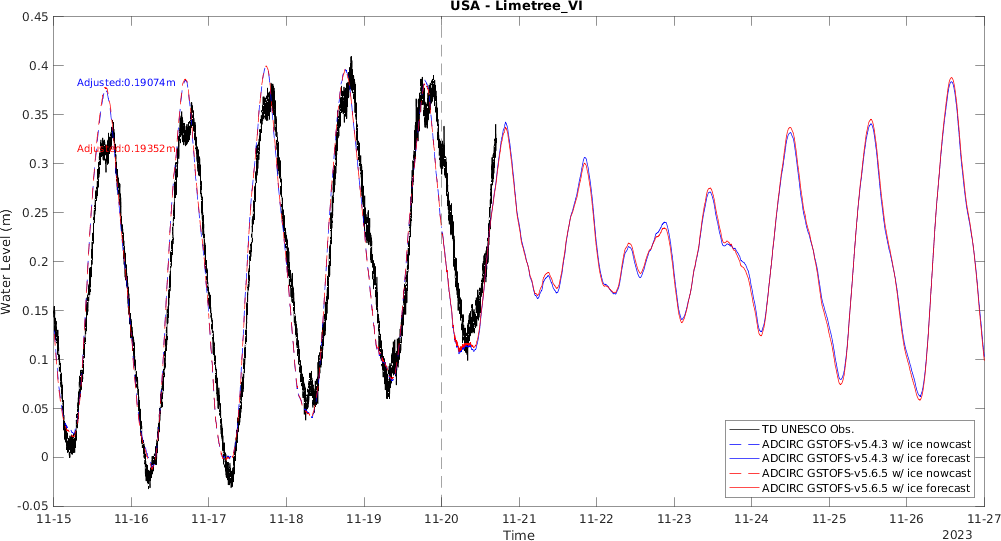 USA - Limetree_VI
0.45
0.4
0.35
0.3
0.25
0.2
0.15
0.1
0.05
0
-0.05
Water Level (m)
Adjusted:0.19074m
Adjusted:0.19352m
TD UNESCO Obs.
ADCIRC GSTOFS-v5.4.3 w/ ice nowcast
ADCIRC GSTOFS-v5.4.3 w/ ice forecast
ADCIRC GSTOFS-v5.6.5 w/ ice nowcast
ADCIRC GSTOFS-v5.6.5 w/ ice forecast
11-15 11-16 11-17 11-18 11-19 11-20 11-21 11-22 11-23 11-24 11-25 11-26 11-27
Time
2023